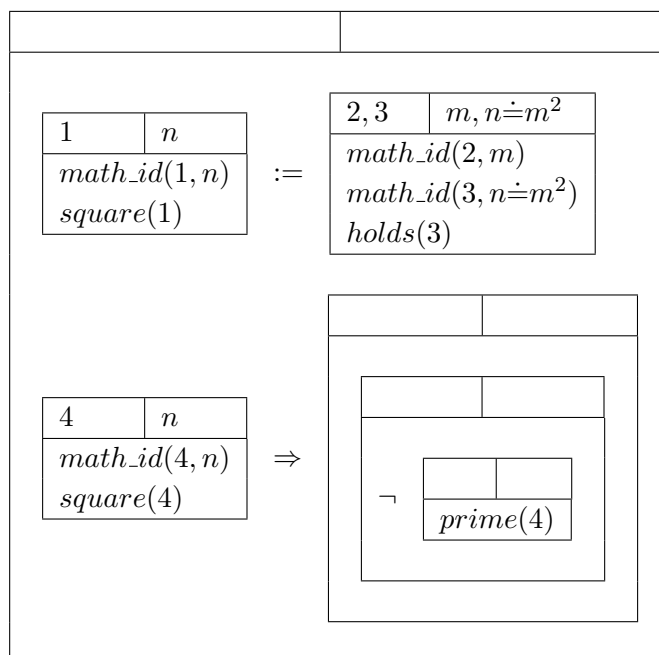 1 n
math_id(1, n)
square(1)
:=
2, 3 m, n≐m²
math_id(2, m)
math_id(3, n≐m²)
holds(3)
4 n
math_id(4, n)
square(4)
⇒
¬
prime(4)